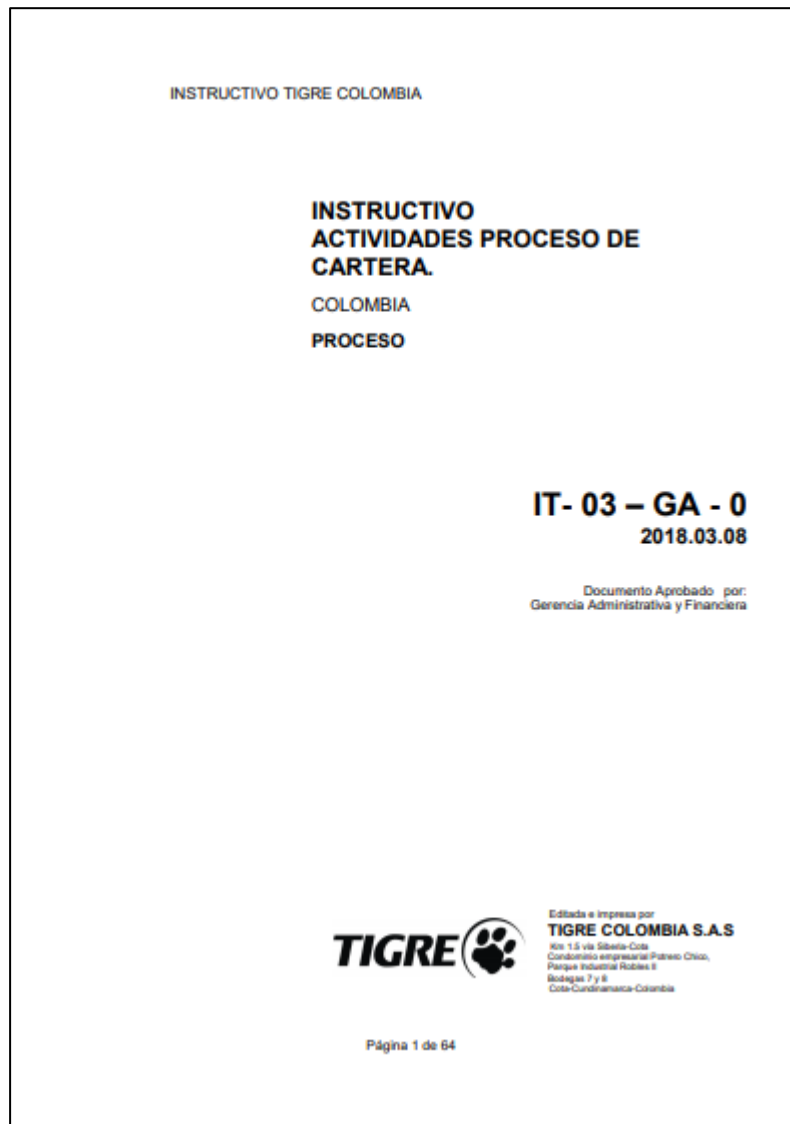 INSTRUCTIVO TIGRE COLOMBIA
INSTRUCTIVO
ACTIVIDADES PROCESO DE
CARTERA.
COLOMBIA
PROCESO
IT- 03 – GA - 0
2018.03.08
Documento Aprobado por:
Gerencia Administrativa y Financiera
TIGRE
Editada e impresa por
TIGRE COLOMBIA S.A.S
Km 1.5 via Siberia-Cota
Condominio empresarial Potrero Chico,
Parque Industrial Robles II
Bodegas 7 y 8
Cota-Cundinamarca-Colombia
Página 1 de 64